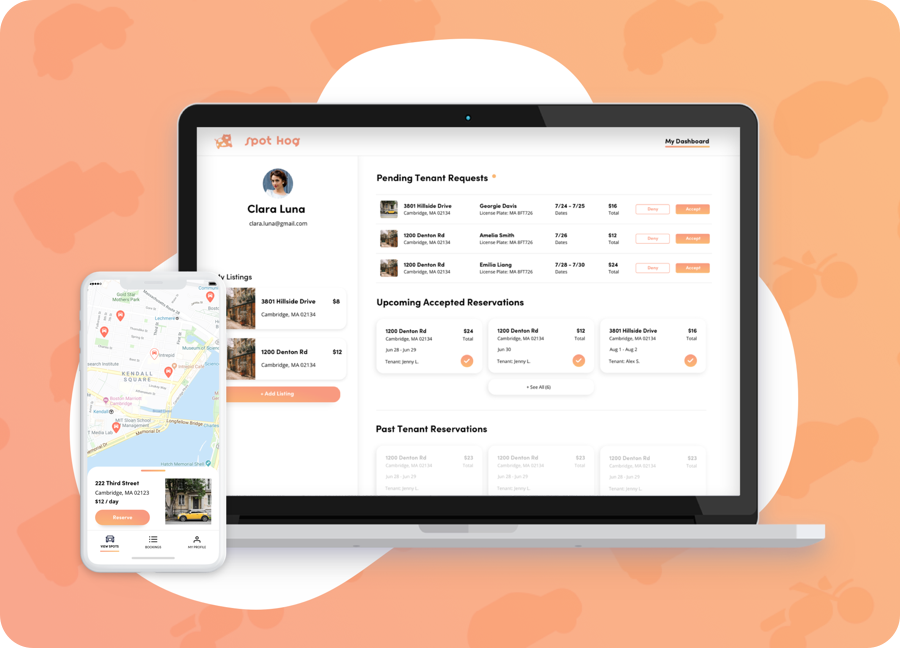 Spot Hog
My Dashboard
Clara Luna
clara.luna@gmail.com
y Listings
3801 Hillside Drive $8
Cambridge, MA 02134
1200 Denton Rd $12
Cambridge, MA 02134
+ Add Listing
Pending Tenant Requests
3801 Hillside Drive Georgie Davis 7/24 - 7/25 $16 Deny Accept
Cambridge, MA 02134 License Plate: MA BFT726 Dates Total
1200 Denton Rd Amelia Smith 7/26 $12 Deny Accept
Cambridge, MA 02134 License Plate: MA BFT726 Dates Total
1200 Denton Rd Emilia Liang 7/28 - 7/30 $24 Deny Accept
Cambridge, MA 02134 License Plate: MA BFT726 Dates Total
Upcoming Accepted Reservations
1200 Denton Rd $24
Cambridge, MA 02134 Total
Jun 28 - Jun 29
Tenant: Jenny L.
1200 Denton Rd $12
Cambridge, MA 02134 Total
Jun 30
Tenant: Jenny L.
3801 Hillside Drive $16
Cambridge, MA 02134 Total
Aug 1 - Aug 2
Tenant: Alex S.
+ See All (6)
Past Tenant Reservations
1200 Denton Rd $23
Cambridge, MA 02134 Total
Jun 28 - Jun 29
Tenant: Jenny L.
1200 Denton Rd $23
Cambridge, MA 02134 Total
Jun 28 - Jun 29
Tenant: Jenny L.
1200 Denton Rd $23
Cambridge, MA 02134 Total
Jun 28 - Jun 29
Tenant: Jenny L.
Gold Star
Mothers Park
Lechmere
Museum of
search Institute
KENDALL
SQUARE
Boston Marriott
Cambridge
Kendall
MIT Sloan School
of Management
MIT Media Lab
Longfellow Bridge
Memorial Dr
Hatch Memorial Shell
222 Third Street
Cambridge, MA 02123
$12 / day
Reserve
VIEW SPOTS BOOKINGS MY PROFILE